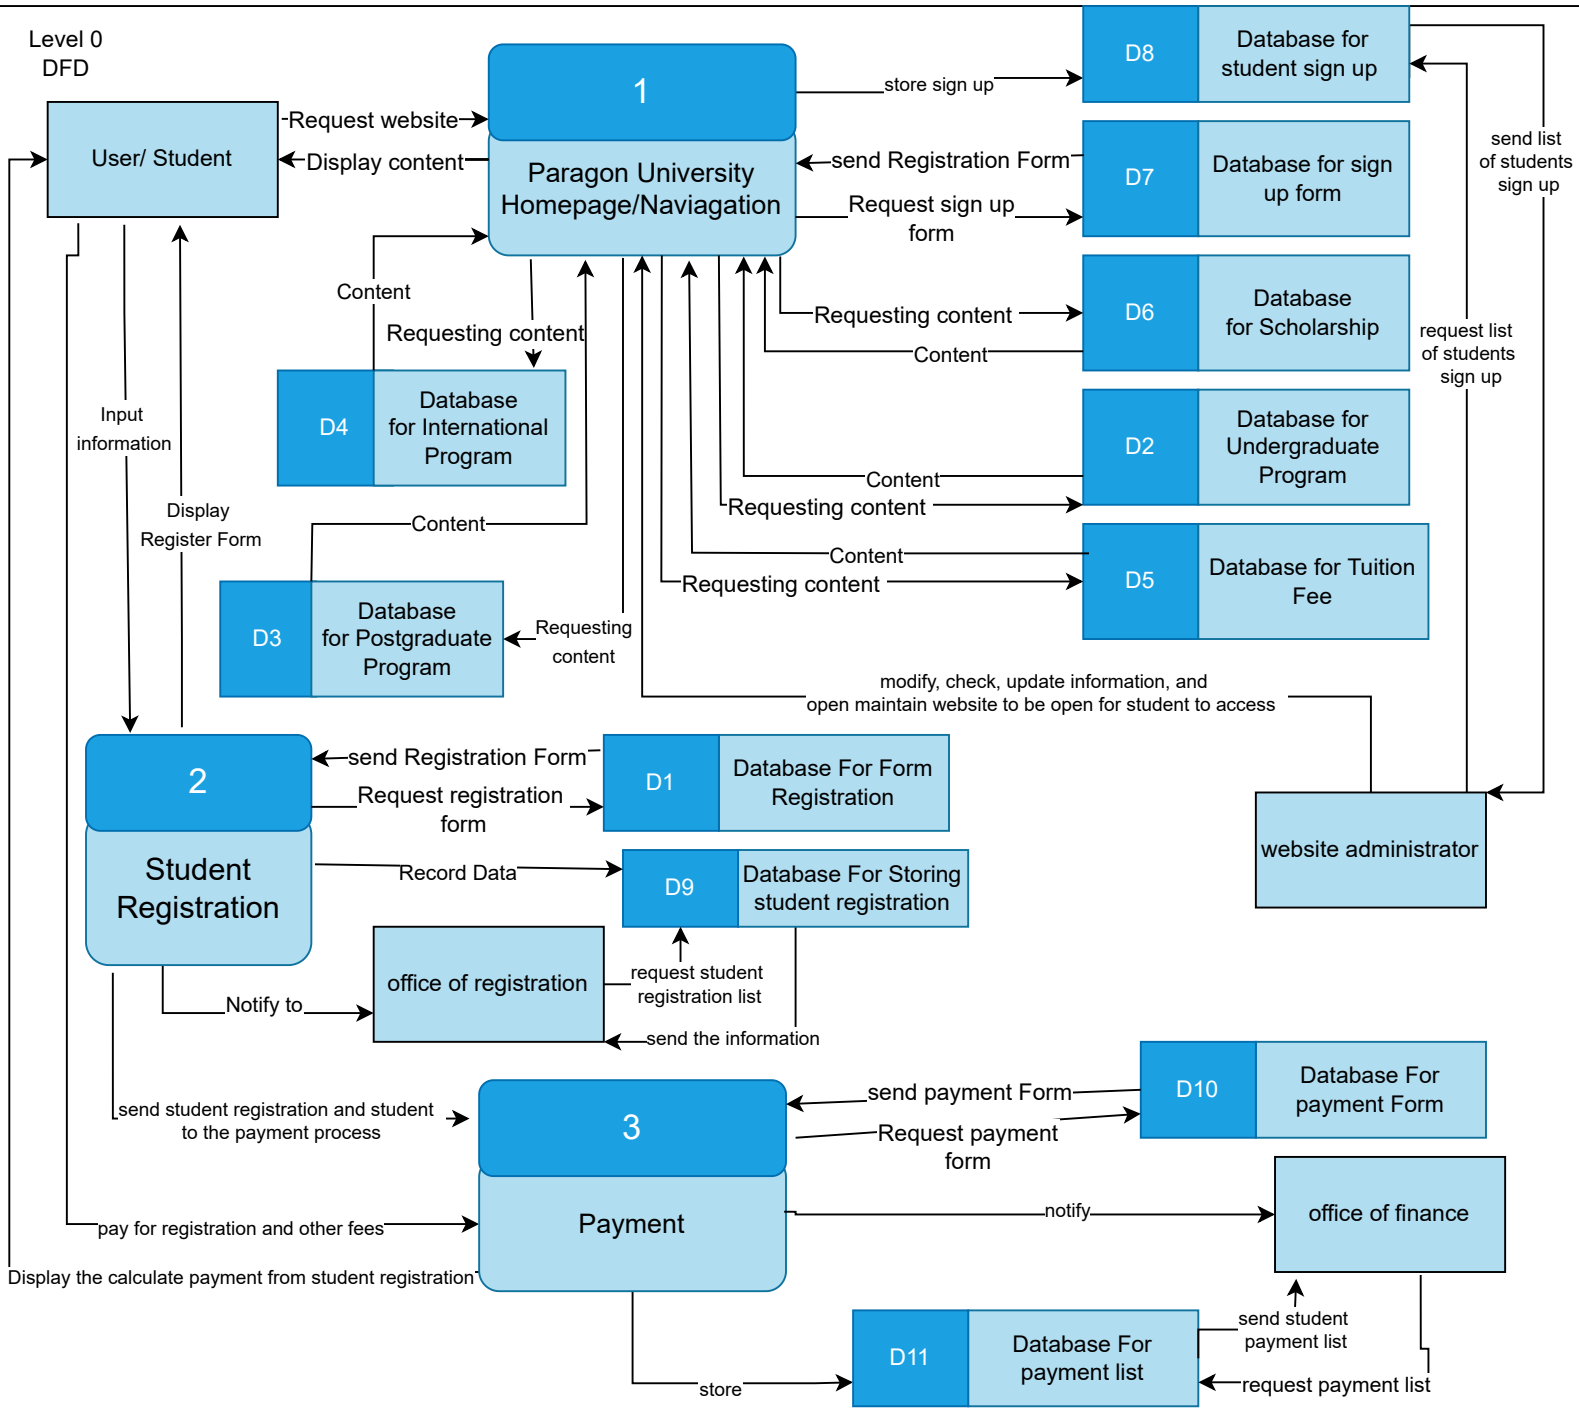 Level 0
DFD
User/ Student
Request website
Display content
1
Paragon University
Homepage/Naviagation
store sign up
D8
Database for
student sign up
send Registration Form
D7
Database for sign
up form
Request sign up
form
send list
of students
sign up
Content
Requesting content
Requesting content
D6
Database
for Scholarship
Content
request list
of students
sign up
D4
Database
for International
Program
Input
information
D2
Database for
Undergraduate
Program
Content
Requesting content
Display
Register Form
Content
Content
Requesting content
D5
Database for Tuition
Fee
D3
Database
for Postgraduate
Program
Requesting
content
modify, check, update information, and
open maintain website to be open for student to access
2
Student
Registration
send Registration Form
Request registration
form
D1
Database For Form
Registration
website administrator
Record Data
D9
Database For Storing
student registration
office of registration
request student
registration list
Notify to
send the information
send student registration and student
to the payment process
3
Payment
send payment Form
Request payment
form
D10
Database For
payment Form
notify
office of finance
pay for registration and other fees
Display the calculate payment from student registration
send student
payment list
D11
Database For
payment list
request payment list
store